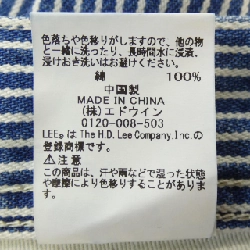 色落ちや色移りがしますので、他の物
と一緒に洗ったり、長時間水に浸漬、
浸けおき洗いはお避けください。
綿 100%
中国製
MADE IN CHINA
(株)エドウイン
0120-008-503
LEE®は The H.D. Lee Company,Inc.の
登録商標です。
⚠注意
この商品は、汗や雨などで湿った状態
や摩擦により色移りすることがありま
す。